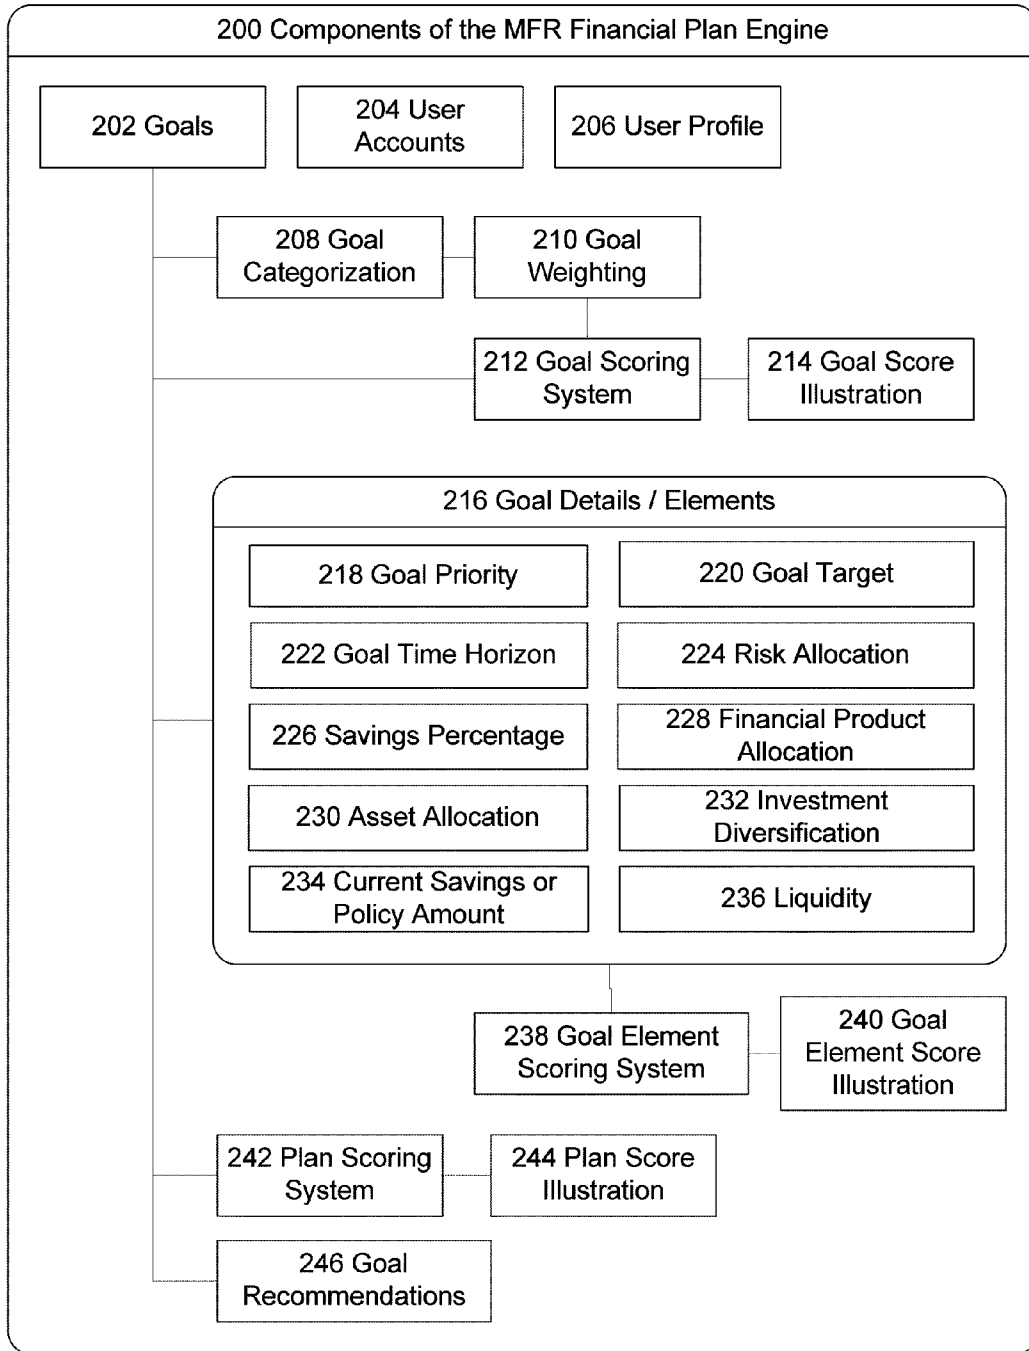 200 Components of the MFR Financial Plan Engine
202 Goals
204 User
Accounts
206 User Profile
208 Goal
Categorization
210 Goal
Weighting
212 Goal Scoring
System
214 Goal Score
Illustration
216 Goal Details / Elements
218 Goal Priority
220 Goal Target
222 Goal Time Horizon
224 Risk Allocation
226 Savings Percentage
228 Financial Product
Allocation
230 Asset Allocation
232 Investment
Diversification
234 Current Savings or
Policy Amount
236 Liquidity
238 Goal Element
Scoring System
240 Goal
Element Score
Illustration
242 Plan Scoring
System
244 Plan Score
Illustration
246 Goal
Recommendations